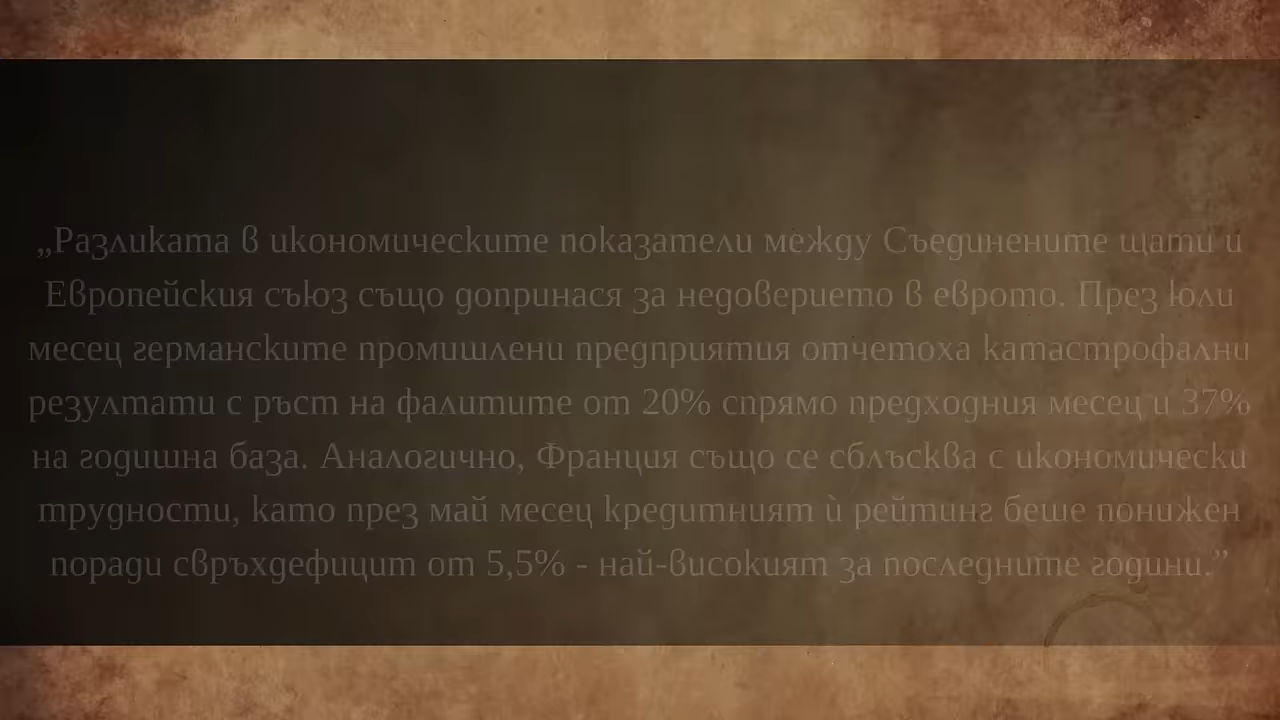 „Разликата в икономическите показатели между Съединените щати и
Европейския съюз също допринася за недоверието в еврото. През юли
месец германските промишлени предприятия отчетоха катастрофални
резултати с ръст на фалитите от 20% спрямо предходния месец и 37%
на годишна база. Аналогично, Франция също се сблъсква с икономически
трудности, като през май месец кредитният ѝ рейтинг беше понижен
поради свръхдефицит от 5,5% - най-високият за последните години.”